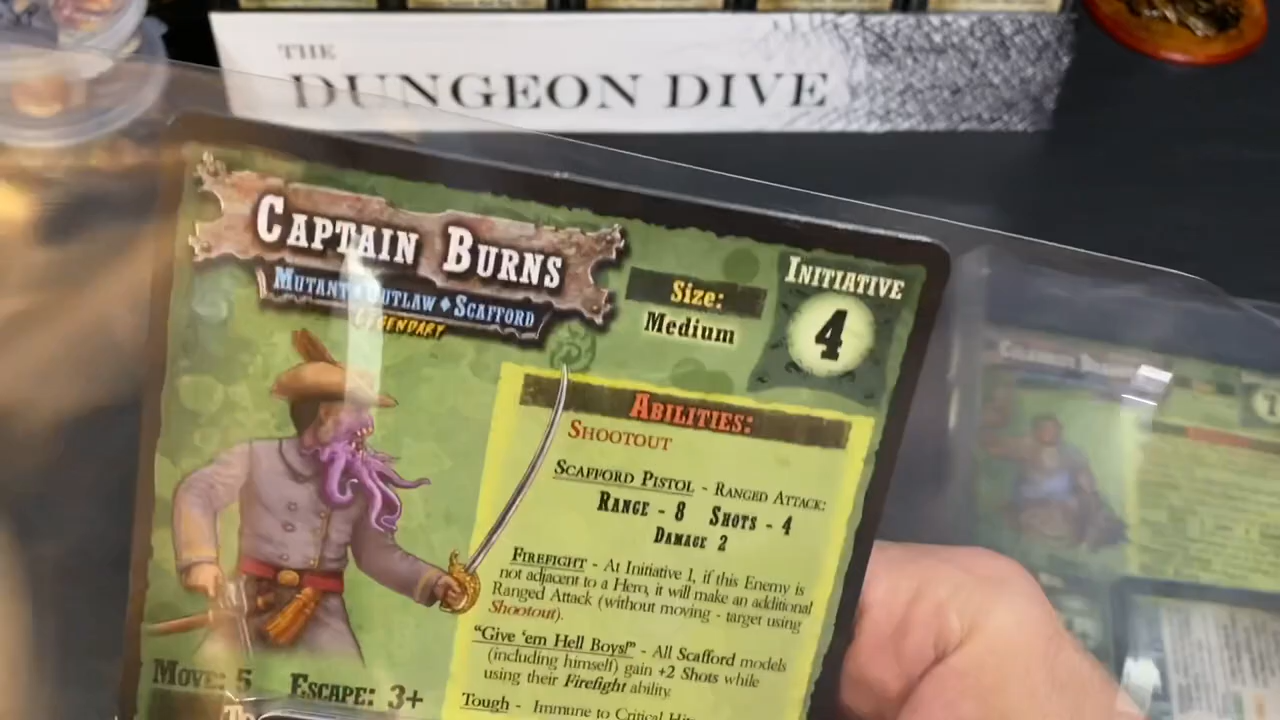 THE
DUNGEON DIVE
CAPTAIN BURNS
MUTANT OUTLAW ♦ SCAFFORD
LEGENDARY
Size:
Medium
INITIATIVE
4
ABILITIES:
SHOOTOUT
SCAFFORD PISTOL - RANGED ATTACK:
RANGE - 8 SHOTS - 4
DAMAGE 2
FIREFIGHT - At Initiative 1, if this Enemy is
not adjacent to a Hero, it will make an additional
Ranged Attack (without moving - target using
Shootout).
"Give 'em Hell Boys!" - All Scafford models
(including himself) gain +2 Shots while
using their Firefight ability.
Tough - Immune to Critical
MOVE: 5 ESCAPE: 3+